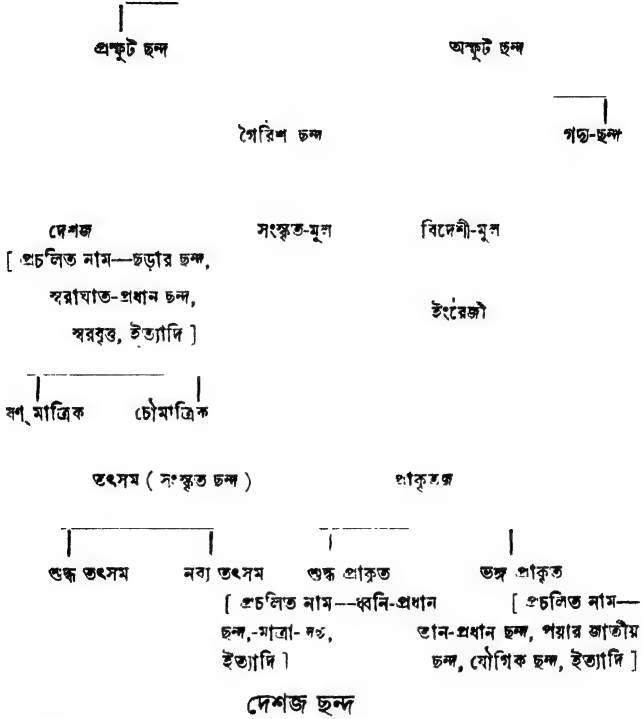 প্রস্ফুট ছন্দ অস্ফুট ছন্দ
গৈরিশ ছন্দ গদ্য-ছন্দ
দেশজ সংস্কৃত-মূল বিদেশী-মূল
[ প্রচলিত নাম—ছড়ার ছন্দ,
স্বরাঘাত-প্রধান ছন্দ, ইংরেজী
স্বরবৃত্ত, ইত্যাদি ]
ষণ্মাত্রিক চৌমাত্রিক
তৎসম ( সংস্কৃত ছন্দ ) প্রাকৃতজ
শুদ্ধ তৎসম নব্য তৎসম শুদ্ধ প্রাকৃত ভঙ্গ প্রাকৃত
[ প্রচলিত নাম—ধ্বনি-প্রধান [ প্রচলিত নাম—
ছন্দ,-মাত্রা- তান-প্রধান ছন্দ, পয়ার জাতীয়
ইত্যাদি ] ছন্দ, যৌগিক ছন্দ, ইত্যাদি ]
দেশজ ছন্দ